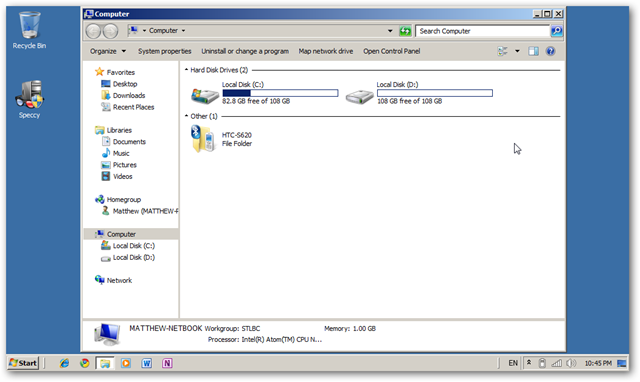 Recycle Bin
Speccy
Computer
Computer
Search Computer
Organize
System properties
Uninstall or change a program
Map network drive
Open Control Panel
Favorites
Desktop
Downloads
Recent Places
Libraries
Documents
Music
Pictures
Videos
Homegroup
Matthew (MATTHEW-F
Computer
Local Disk (C:)
Local Disk (D:)
Network
Hard Disk Drives (2)
Local Disk (C:)
82.8 GB free of 108 GB
Local Disk (D:)
108 GB free of 108 GB
Other (1)
HTC-S620
File Folder
MATTHEW-NETBOOK Workgroup: STLBC Memory: 1.00 GB
Processor: Intel(R) Atom(TM) CPU N...
Start
EN
10:45 PM